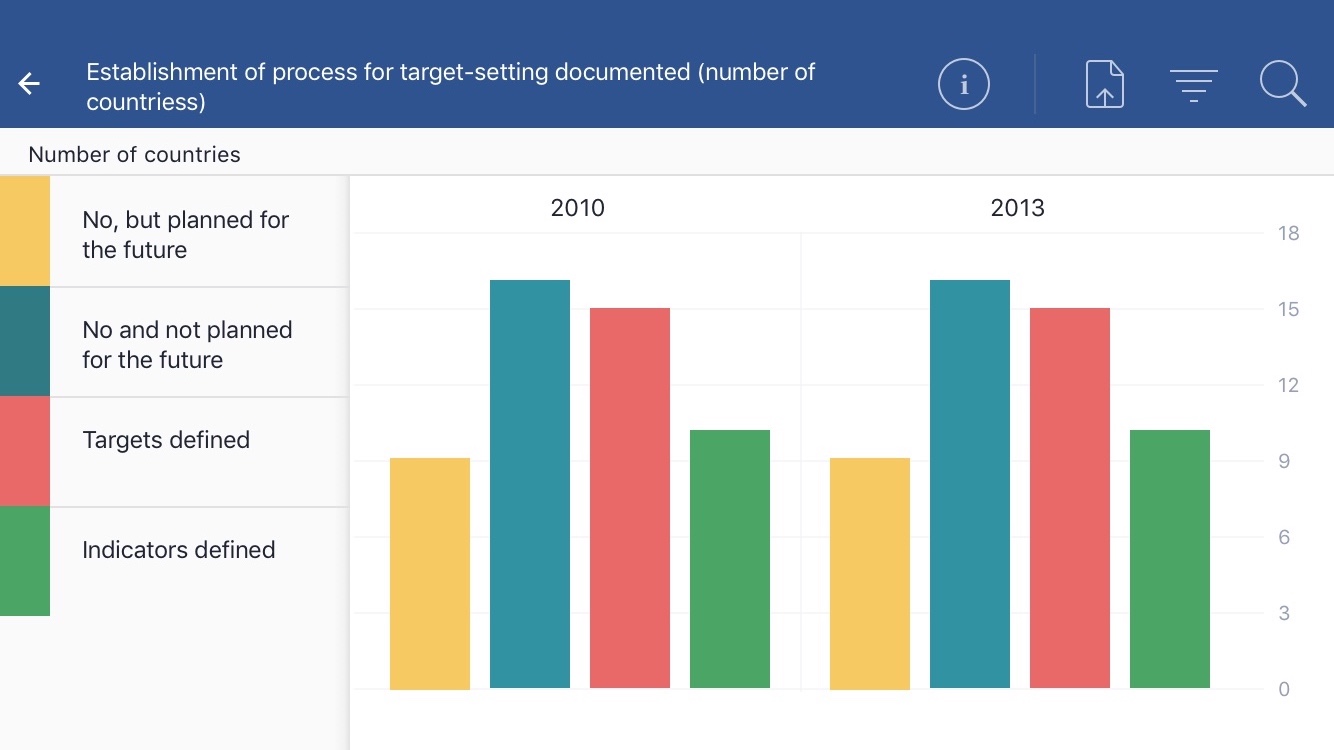 Establishment of process for target-setting documented (number of
countriess)
i
Number of countries
No, but planned for
the future
No and not planned
for the future
Targets defined
Indicators defined
2010
2013
18
15
12
9
6
3
0